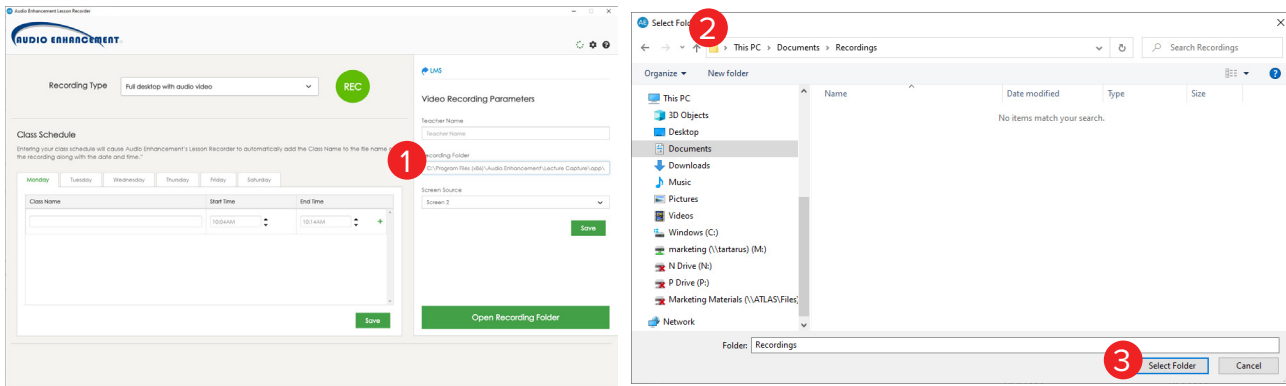 Audio Enhancement Lesson Recorder
AUDIO ENHANCEMENT
Recording Type
Full desktop with audio video
REC
Class Schedule
Entering your class schedule will cause Audio Enhancement's Lesson Recorder to automatically add the Class Name to the file name
the recording along with the date and time."
Monday Tuesday Wednesday Thursday Friday Saturday
Class Name Start Time End Time
10:04AM 10:14AM +
Save
LMS
Video Recording Parameters
Teacher Name
Teacher Name
1
Recording Folder
C:\Program Files (x86)\Audio Enhancement\Lecture Capture\app\
Screen Source
Screen 2
Save
Open Recording Folder
AE Select
2
This PC > Documents > Recordings
Search Recordings
Organize New folder
Name Date modified Type Size
No items match your search.
This PC
3D Objects
Desktop
Documents
Downloads
Music
Pictures
Videos
Windows (C:)
marketing (\\tartarus) (M:)
N Drive (N:)
P Drive (P:)
Marketing Materials (\\ATLAS\Files)
Network
Folder: Recordings
3
Select Folder Cancel